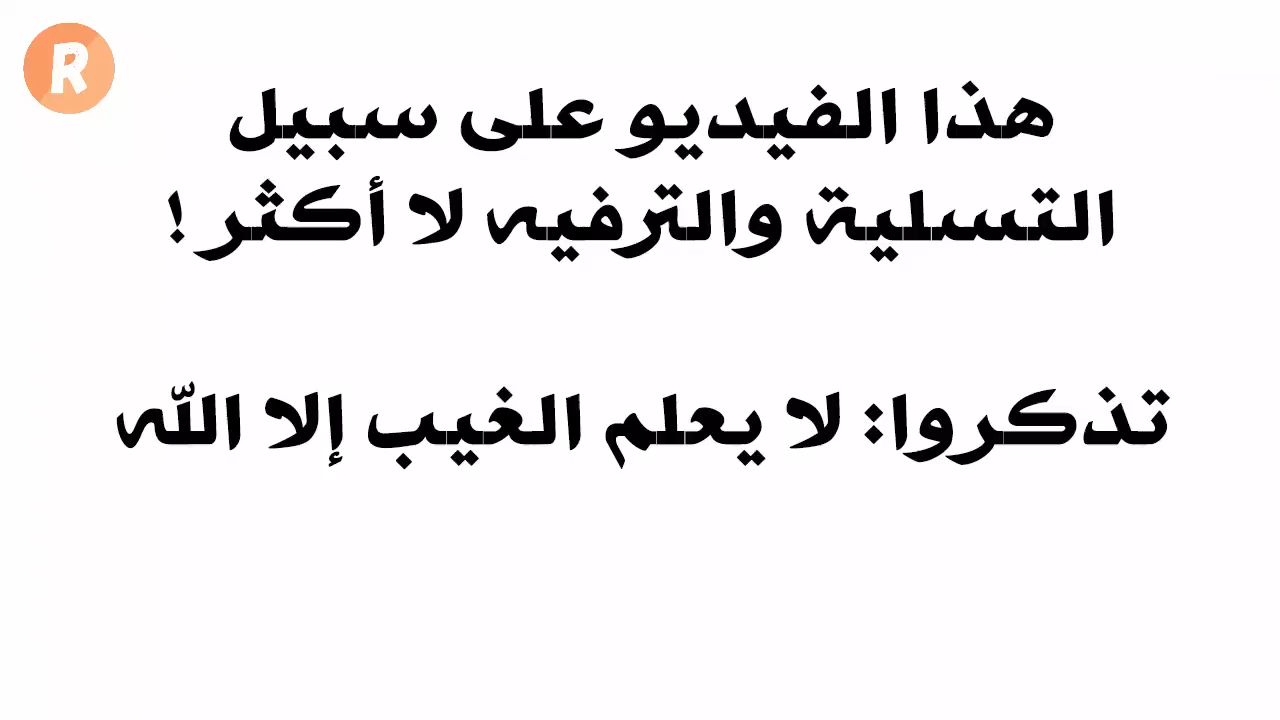 R
هذا الفيديو على سبيل
التسلية والترفيه لا أكثر !
تذكروا: لا يعلم الغيب إلا الله